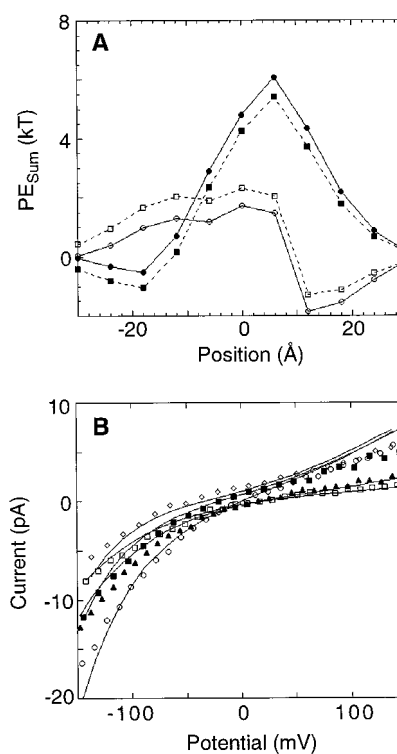 A
8
4
0
PE_Sum (kT)
-20 0 20
Position (Å)
B
10
0
-10
-20
Current (pA)
-100 0 100
Potential (mV)